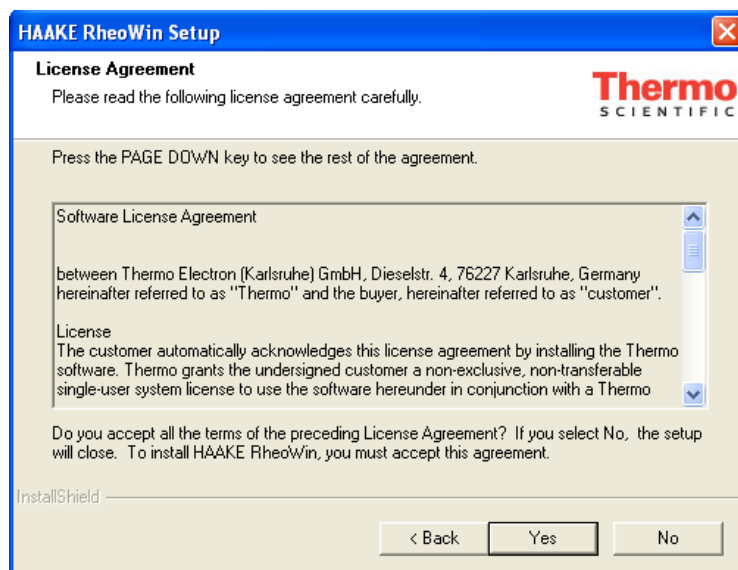 HAAKE RheoWin Setup
License Agreement
Please read the following license agreement carefully.
Thermo
SCIENTIFIC
Press the PAGE DOWN key to see the rest of the agreement.
Software License Agreement
between Thermo Electron (Karlsruhe) GmbH, Dieselstr. 4, 76227 Karlsruhe, Germany
hereinafter referred to as "Thermo" and the buyer, hereinafter referred to as "customer".
License
The customer automatically acknowledges this license agreement by installing the Thermo
software. Thermo grants the undersigned customer a non-exclusive, non-transferable
single-user system license to use the software hereunder in conjunction with a Thermo
Do you accept all the terms of the preceding License Agreement? If you select No, the setup
will close. To install HAAKE RheoWin, you must accept this agreement.
InstallShield
< Back
Yes
No